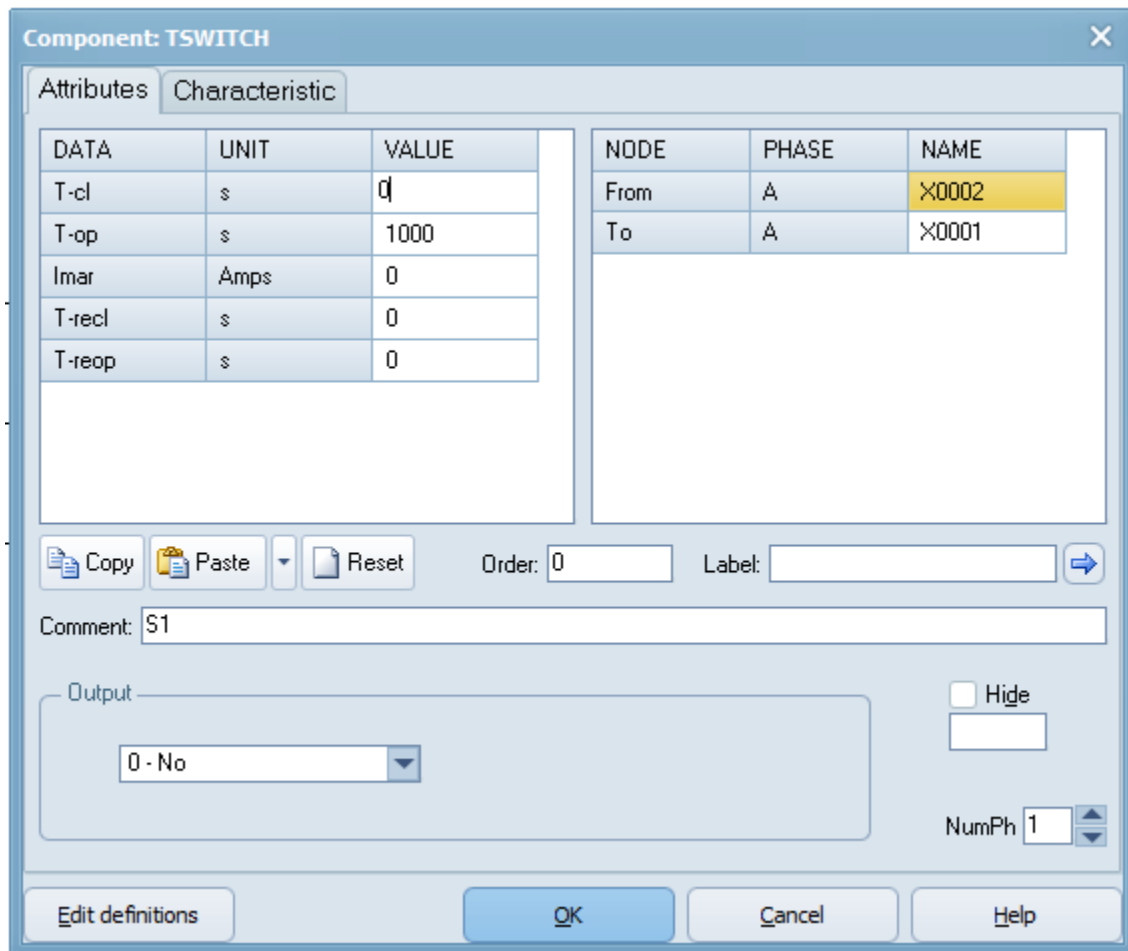 Component: TSWITCH
Attributes Characteristic
DATA UNIT VALUE
T-cl s 0
T-op s 1000
Imar Amps 0
T-recl s 0
T-reop s 0
NODE PHASE NAME
From A X0002
To A X0001
Copy Paste Reset Order: 0 Label:
Comment: S1
Output
0 - No
Hide
NumPh 1
Edit definitions OK Cancel Help